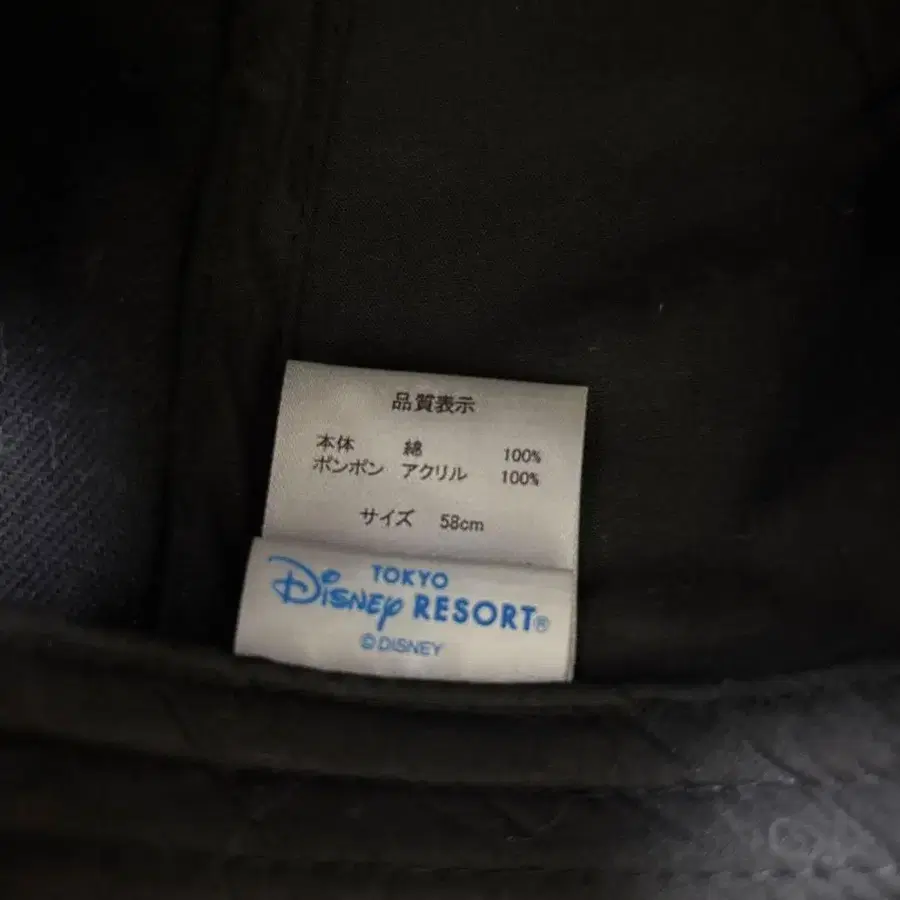 品質表示
本体 綿 100%
ポンポン アクリル 100%
サイズ 58cm
TOKYO
Disney RESORT®
©DISNEY